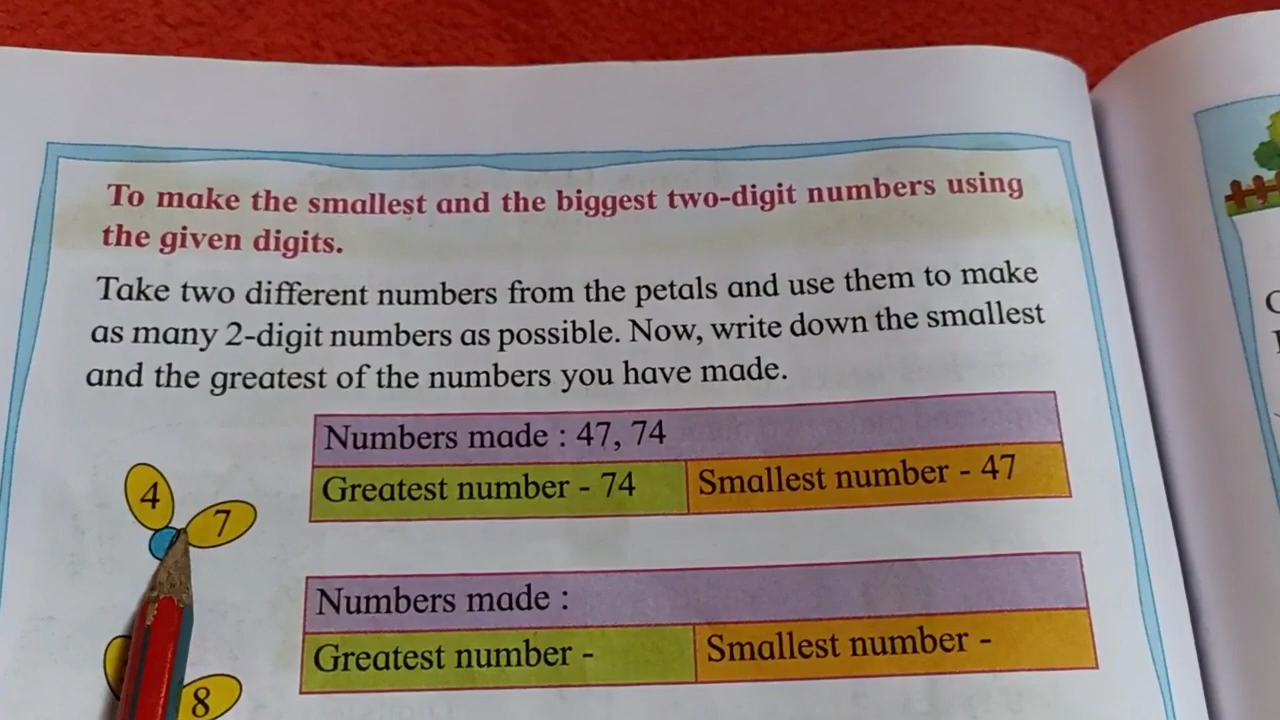 To make the smallest and the biggest two-digit numbers using
the given digits.
Take two different numbers from the petals and use them to make
as many 2-digit numbers as possible. Now, write down the smallest
and the greatest of the numbers you have made.
Numbers made : 47, 74
Greatest number - 74 Smallest number - 47
4
7
Numbers made :
Greatest number - Smallest number -
8